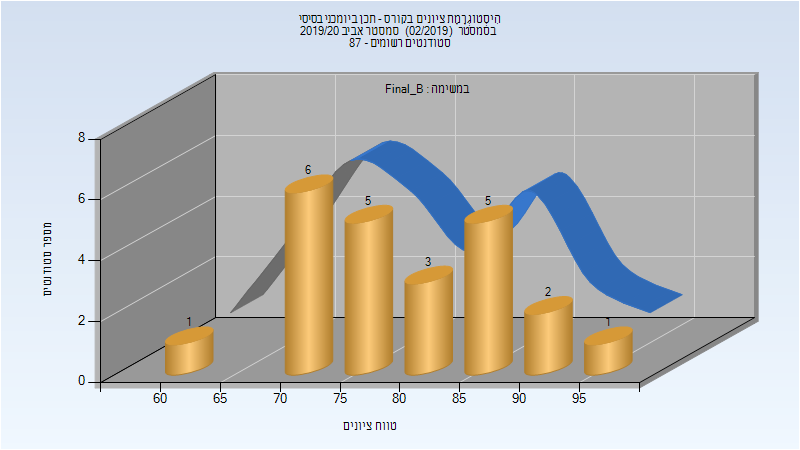 היסטוגרמת ציונים בקורס - תכן ביומכני בסיסי
בסמסטר (02/2019) סמסטר אביב 2019/20
סטודנטים רשומים - 87
במשימה : Final_B
מספר סטודנטים
8
6
4
2
0
1
6
5
3
5
2
1
60 65 70 75 80 85 90 95
טווח ציונים